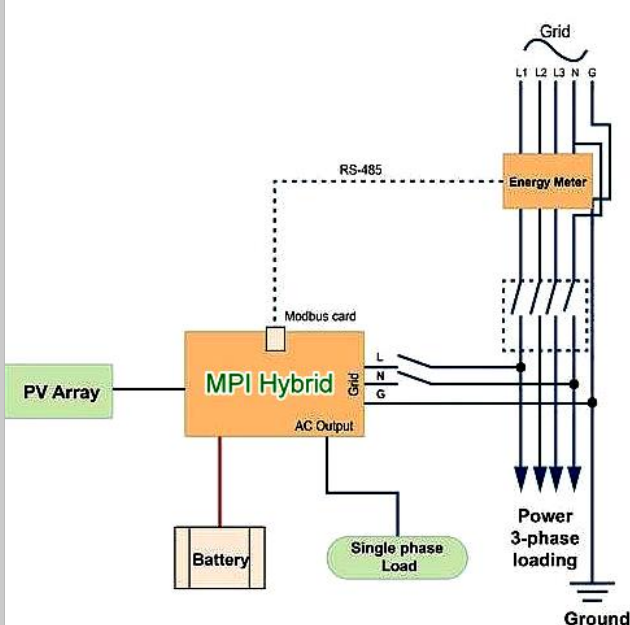 Grid
L1 L2 L3 N G
RS-485
Energy Meter
Modbus card
MPI Hybrid
Grid
L
N
G
AC Output
PV Array
Battery
Single phase
Load
Power
3-phase
loading
Ground